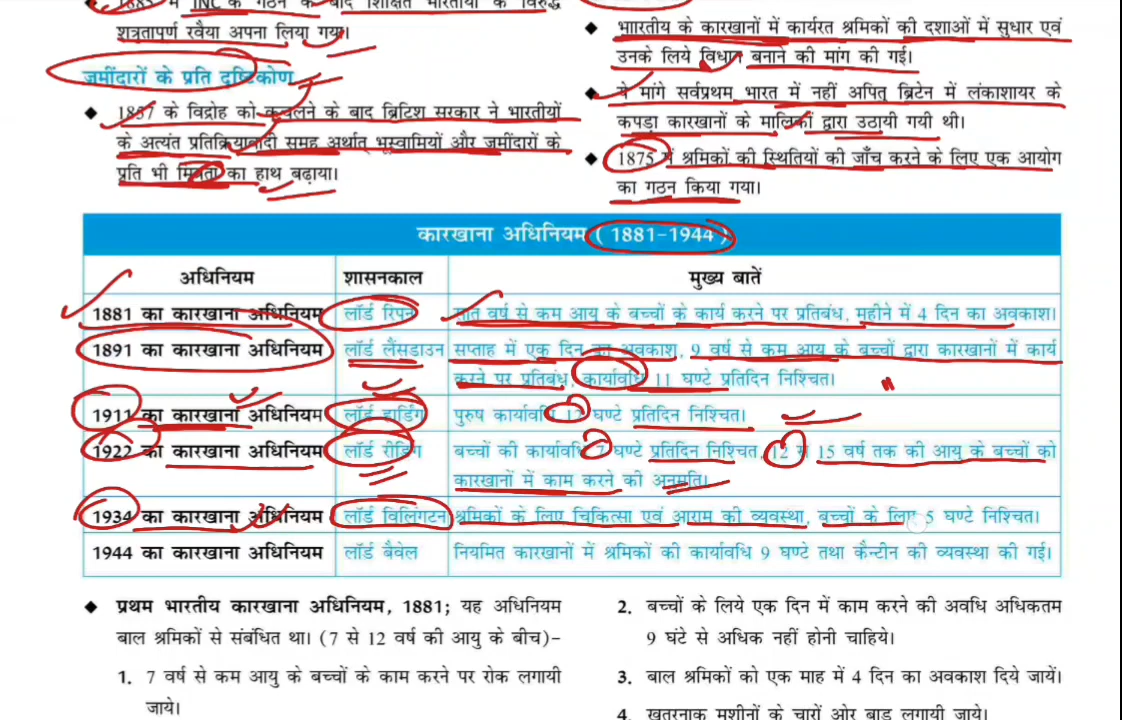 1885 में INC के गठन के बाद शिक्षित भारतीयों के विरुद्ध
शत्रतापूर्ण रवैया अपना लिया गया।
जमींदारों के प्रति दृष्टिकोण
1857 के विद्रोह को कुचलने के बाद ब्रिटिश सरकार ने भारतीयों
के अत्यंत प्रतिक्रियावादी समूह अर्थात् भूस्वामियों और जमींदारों के
प्रति भी मित्रता का हाथ बढ़ाया।
भाारतीय के कारखानों में कार्यरत श्रमिकों की दशाओं में सुधार एवं
उनके लिये विधान बनाने की मांग की गई।
ये मांगे सर्वप्रथम भारत में नहीं अपितु ब्रिटेन में लंकाशायर के
कपड़ा कारखानों के मालिकों द्वारा उठायी गयी थी।
1875 में श्रमिकों की स्थितियों की जाँच करने के लिए एक आयोग
का गठन किया गया।
कारखाना अधिनियम ( 1881-1944 )
अधिनियम शासनकाल मुख्य बातें
1881 का कारखाना अधिनियम लॉर्ड रिपन सात वर्ष से कम आयु के बच्चों के कार्य करने पर प्रतिबंध, महीने में 4 दिन का अवकाश।
1891 का कारखाना अधिनियम लॉर्ड लैंसडाउन सप्ताह में एक दिन का अवकाश, 9 वर्ष से कम आयु के बच्चों द्वारा कारखानों में कार्य
करने पर प्रतिबंध, कार्यावधि 11 घण्टे प्रतिदिन निश्चित।
1911 का कारखाना अधिनियम लॉर्ड हार्डिंग पुरुष कार्यावधि 12 घण्टे प्रतिदिन निश्चित।
1922 का कारखाना अधिनियम लॉर्ड रीडिंग बच्चों की कार्यावधि 7 घण्टे प्रतिदिन निश्चित, 12 से 15 वर्ष तक की आयु के बच्चों को
कारखानों में काम करने की अनुमति।
1934 का कारखाना अधिनियम लॉर्ड विलिंगटन श्रमिकों के लिए चिकित्सा एवं आराम की व्यवस्था, बच्चों के लिए 5 घण्टे निश्चित।
1944 का कारखाना अधिनियम लॉर्ड बैवेल नियमित कारखानों में श्रमिकों की कार्यावधि 9 घण्टे तथा कैन्टीन की व्यवस्था की गई।
प्रथम भारतीय कारखाना अधिनियम, 1881; यह अधिनियम
बाल श्रमिकों से संबंधित था। (7 से 12 वर्ष की आयु के बीच)–
1. 7 वर्ष से कम आयु के बच्चों के काम करने पर रोक लगायी
जाये।
2. बच्चों के लिये एक दिन में काम करने की अवधि अधिकतम
9 घंटे से अधिक नहीं होनी चाहिये।
3. बाल श्रमिकों को एक माह में 4 दिन का अवकाश दिये जायें।
4. खतरनाक मशीनों के चारों ओर बाड़ लगायी जाये।